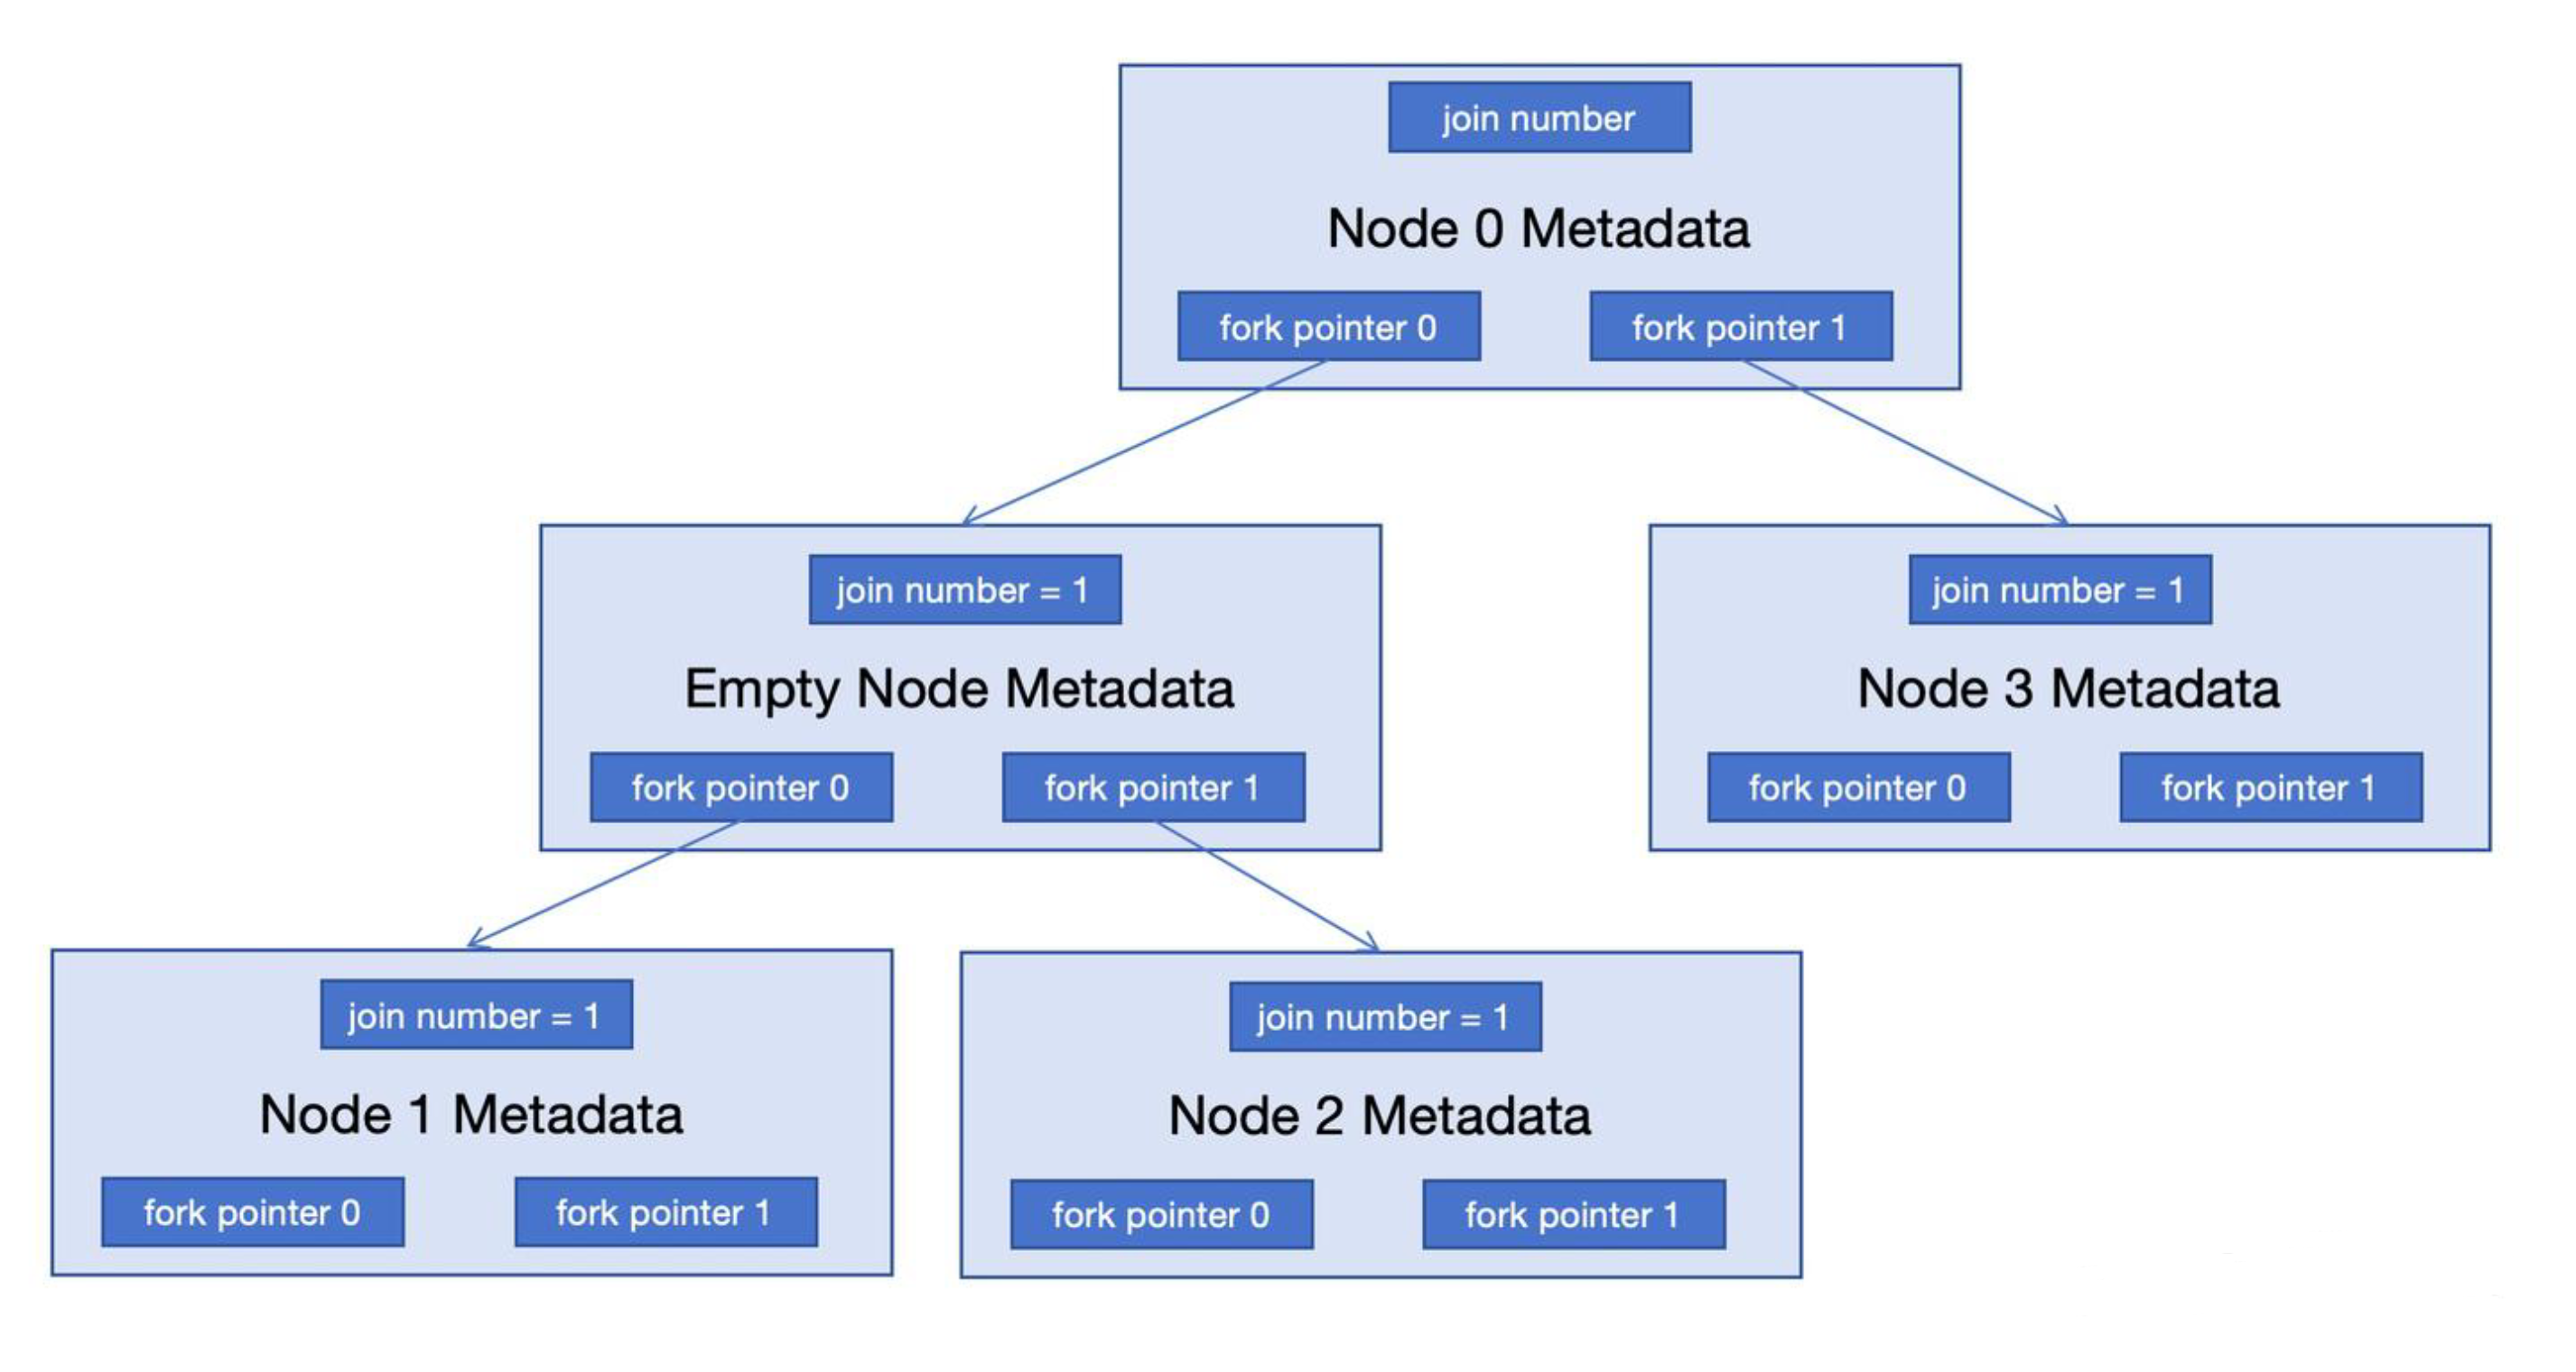 join number
Node 0 Metadata
fork pointer 0
fork pointer 1
join number = 1
Empty Node Metadata
fork pointer 0
fork pointer 1
join number = 1
Node 3 Metadata
fork pointer 0
fork pointer 1
join number = 1
Node 1 Metadata
fork pointer 0
fork pointer 1
join number = 1
Node 2 Metadata
fork pointer 0
fork pointer 1